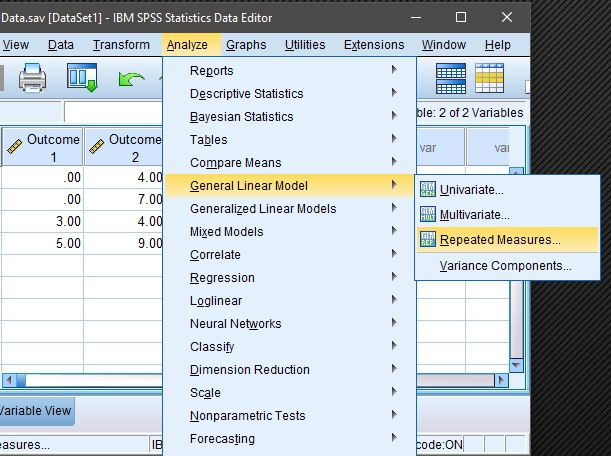 Data.sav [DataSet1] - IBM SPSS Statistics Data Editor
View Data Transform Analyze Graphs Utilities Extensions Window Help
ble: 2 of 2 Variables
Outcome 1
Outcome 2
var
.00 4.00
.00 7.00
3.00 4.00
5.00 9.00
Reports
Descriptive Statistics
Bayesian Statistics
Tables
Compare Means
General Linear Model
Generalized Linear Models
Mixed Models
Correlate
Regression
Loglinear
Neural Networks
Classify
Dimension Reduction
Scale
Nonparametric Tests
Forecasting
GLM GEN Univariate...
GLM MULT Multivariate...
GLM REP Repeated Measures...
Variance Components...
Variable View
easures... IB code:ON